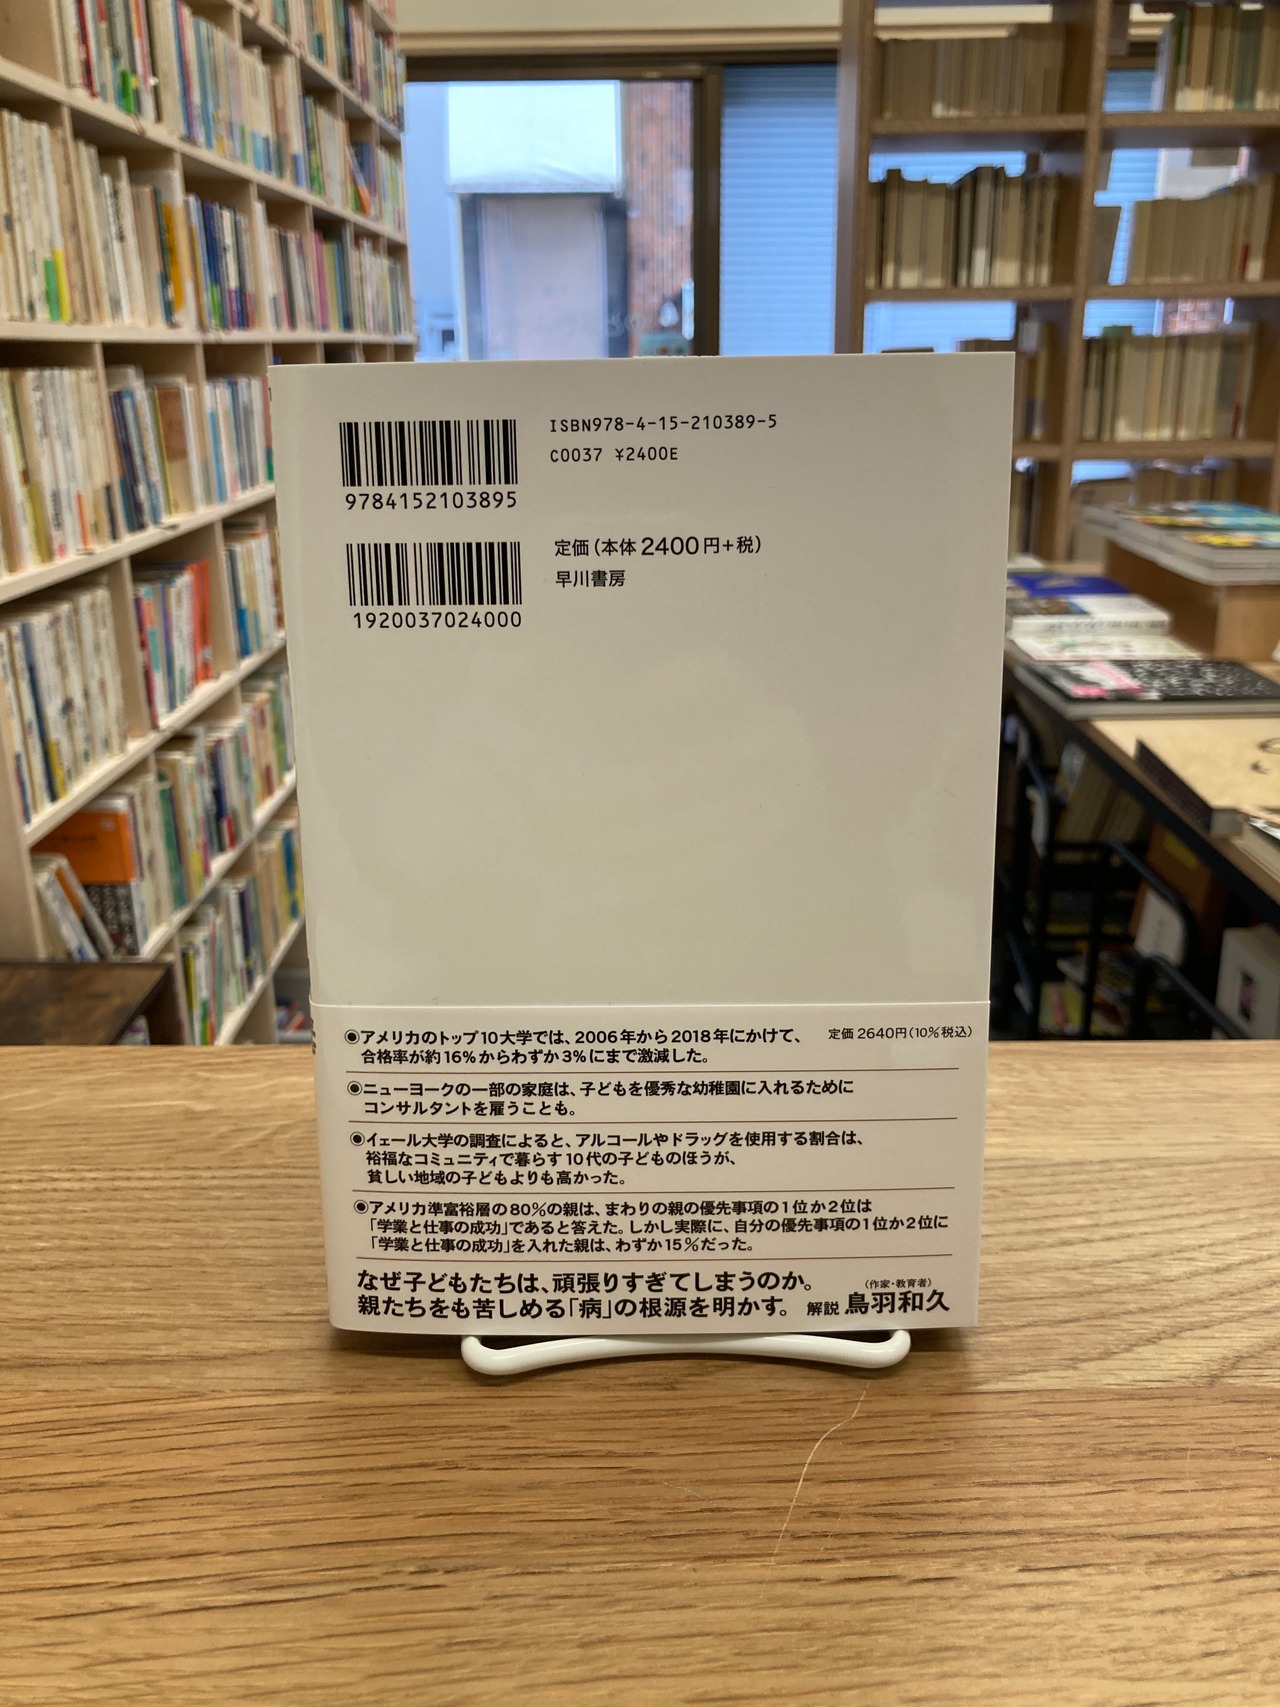 ISBN978-4-15-210389-5
C0037 ¥2400E
9784152103895
定価(本体2400円+税)
早川書房
1920037024000
◉アメリカのトップ10大学では、2006年から2018年にかけて、
合格率が約16%からわずか3%にまで激減した。
定価2640円(10%税込)
◉ニューヨークの一部の家庭は、子どもを優秀な幼稚園に入れるために
コンサルタントを雇うことも。
◉イェール大学の調査によると、アルコールやドラッグを使用する割合は、
裕福なコミュニティで暮らす10代の子どものほうが、
貧しい地域の子どもよりも高かった。
◉アメリカ準富裕層の80%の親は、まわりの親の優先事項の1位か2位は
「学業と仕事の成功」であると答えた。しかし実際に、自分の優先事項の1位か2位に
「学業と仕事の成功」を入れた親は、わずか15%だった。
なぜ子どもたちは、頑張りすぎてしまうのか。
親たちをも苦しめる「病」の根源を明かす。
(作家・教育者)
解説 鳥羽和久